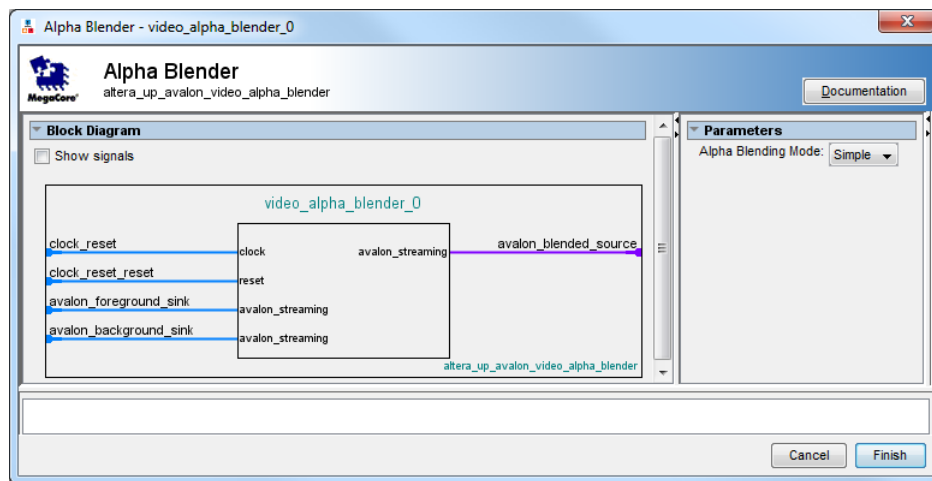 Alpha Blender - video_alpha_blender_0
MegaCore®
Alpha Blender
altera_up_avalon_video_alpha_blender
Documentation
Block Diagram
Show signals
video_alpha_blender_0
clock_reset
clock
avalon_streaming
avalon_blended_source
clock_reset_reset
reset
avalon_foreground_sink
avalon_streaming
avalon_background_sink
avalon_streaming
altera_up_avalon_video_alpha_blender
Parameters
Alpha Blending Mode: Simple
Cancel
Finish